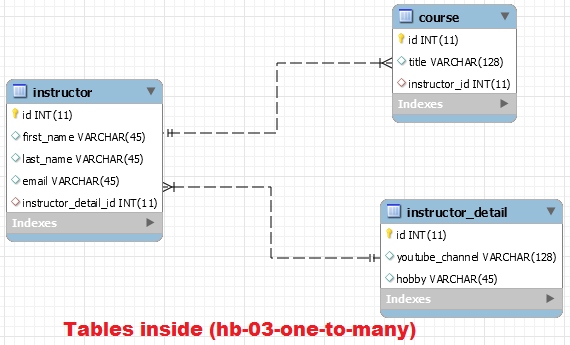 course
id INT(11)
title VARCHAR(128)
instructor_id INT(11)
Indexes
instructor
id INT(11)
first_name VARCHAR(45)
last_name VARCHAR(45)
email VARCHAR(45)
instructor_detail_id INT(11)
Indexes
instructor_detail
id INT(11)
youtube_channel VARCHAR(128)
hobby VARCHAR(45)
Indexes
Tables inside (hb-03-one-to-many)